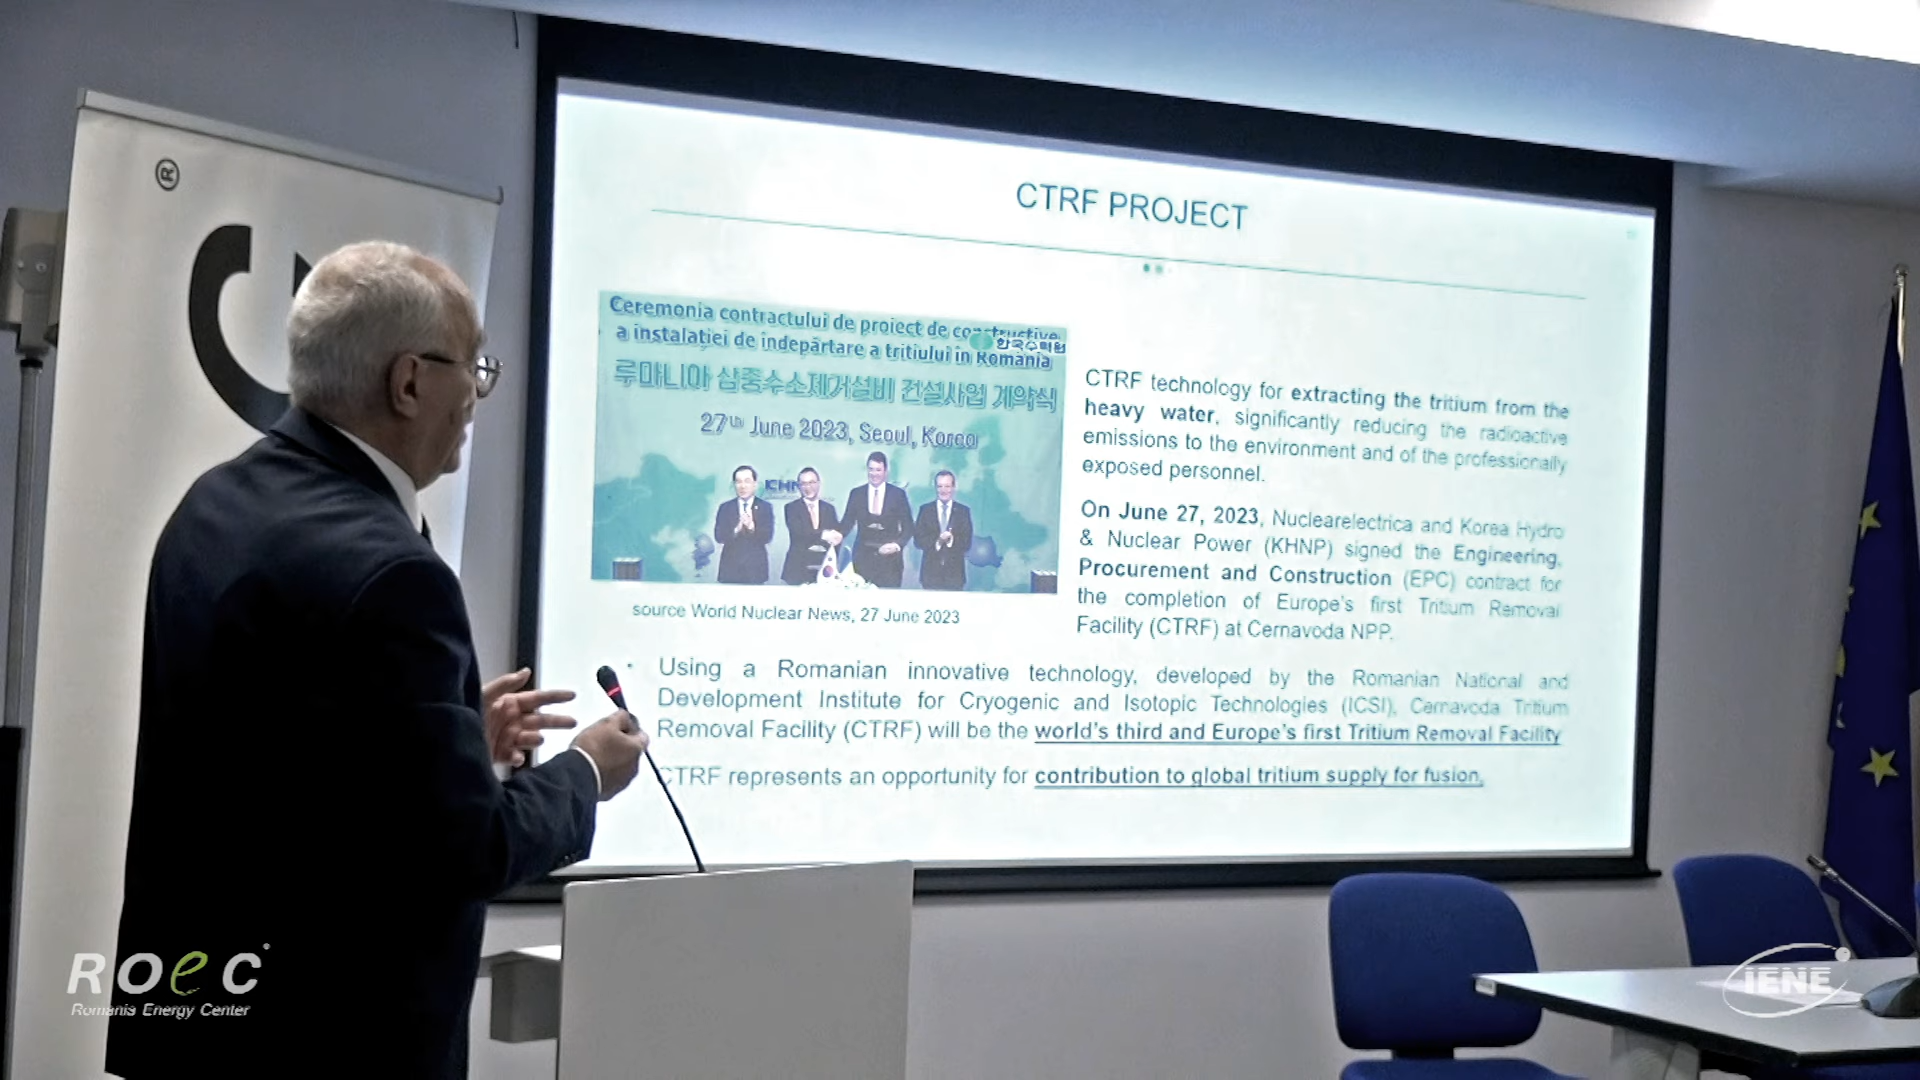 ®
CTRF PROJECT
Ceremonia contractului de proiect de constructive
a instalației de îndepărtare a tritiului în România
한국수력원
루마니아 삼중수소제거설비 건설사업 계약식
27th June 2023, Seoul, Korea
KHN
source World Nuclear News, 27 June 2023
CTRF technology for extracting the tritium from the
heavy water, significantly reducing the radioactive
emissions to the environment and of the professionally
exposed personnel.
On June 27, 2023, Nuclearelectrica and Korea Hydro
& Nuclear Power (KHNP) signed the Engineering,
Procurement and Construction (EPC) contract for
the completion of Europe's first Tritium Removal
Facility (CTRF) at Cernavoda NPP.
• Using a Romanian innovative technology, developed by the Romanian National and
Development Institute for Cryogenic and Isotopic Technologies (ICSI), Cernavoda Tritium
Removal Facility (CTRF) will be the world's third and Europe's first Tritium Removal Facility
CTRF represents an opportunity for contribution to global tritium supply for fusion.
ROeC
Romania Energy Center
IENE